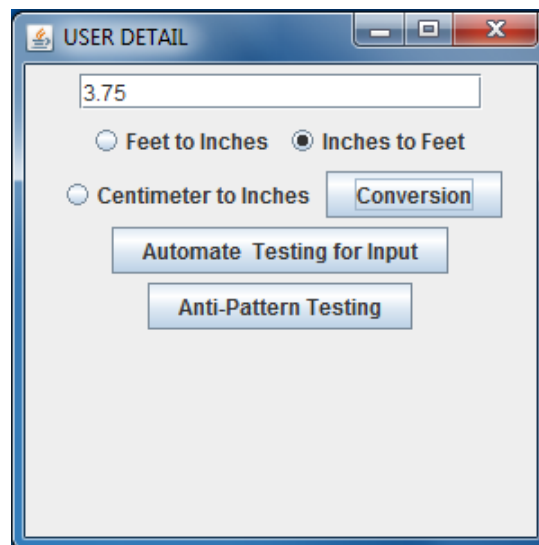 USER DETAIL
3.75
Feet to Inches Inches to Feet
Centimeter to Inches Conversion
Automate Testing for Input
Anti-Pattern Testing